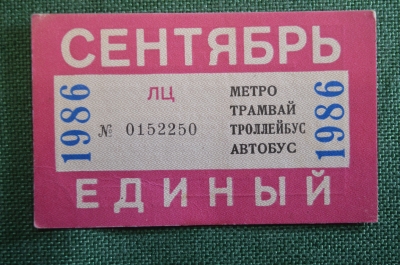 СЕНТЯБРЬ
1986
ЛЦ
№ 0152250
МЕТРО
ТРАМВАЙ
ТРОЛЛЕЙБУС
АВТОБУС
1986
ЕДИНЫЙ